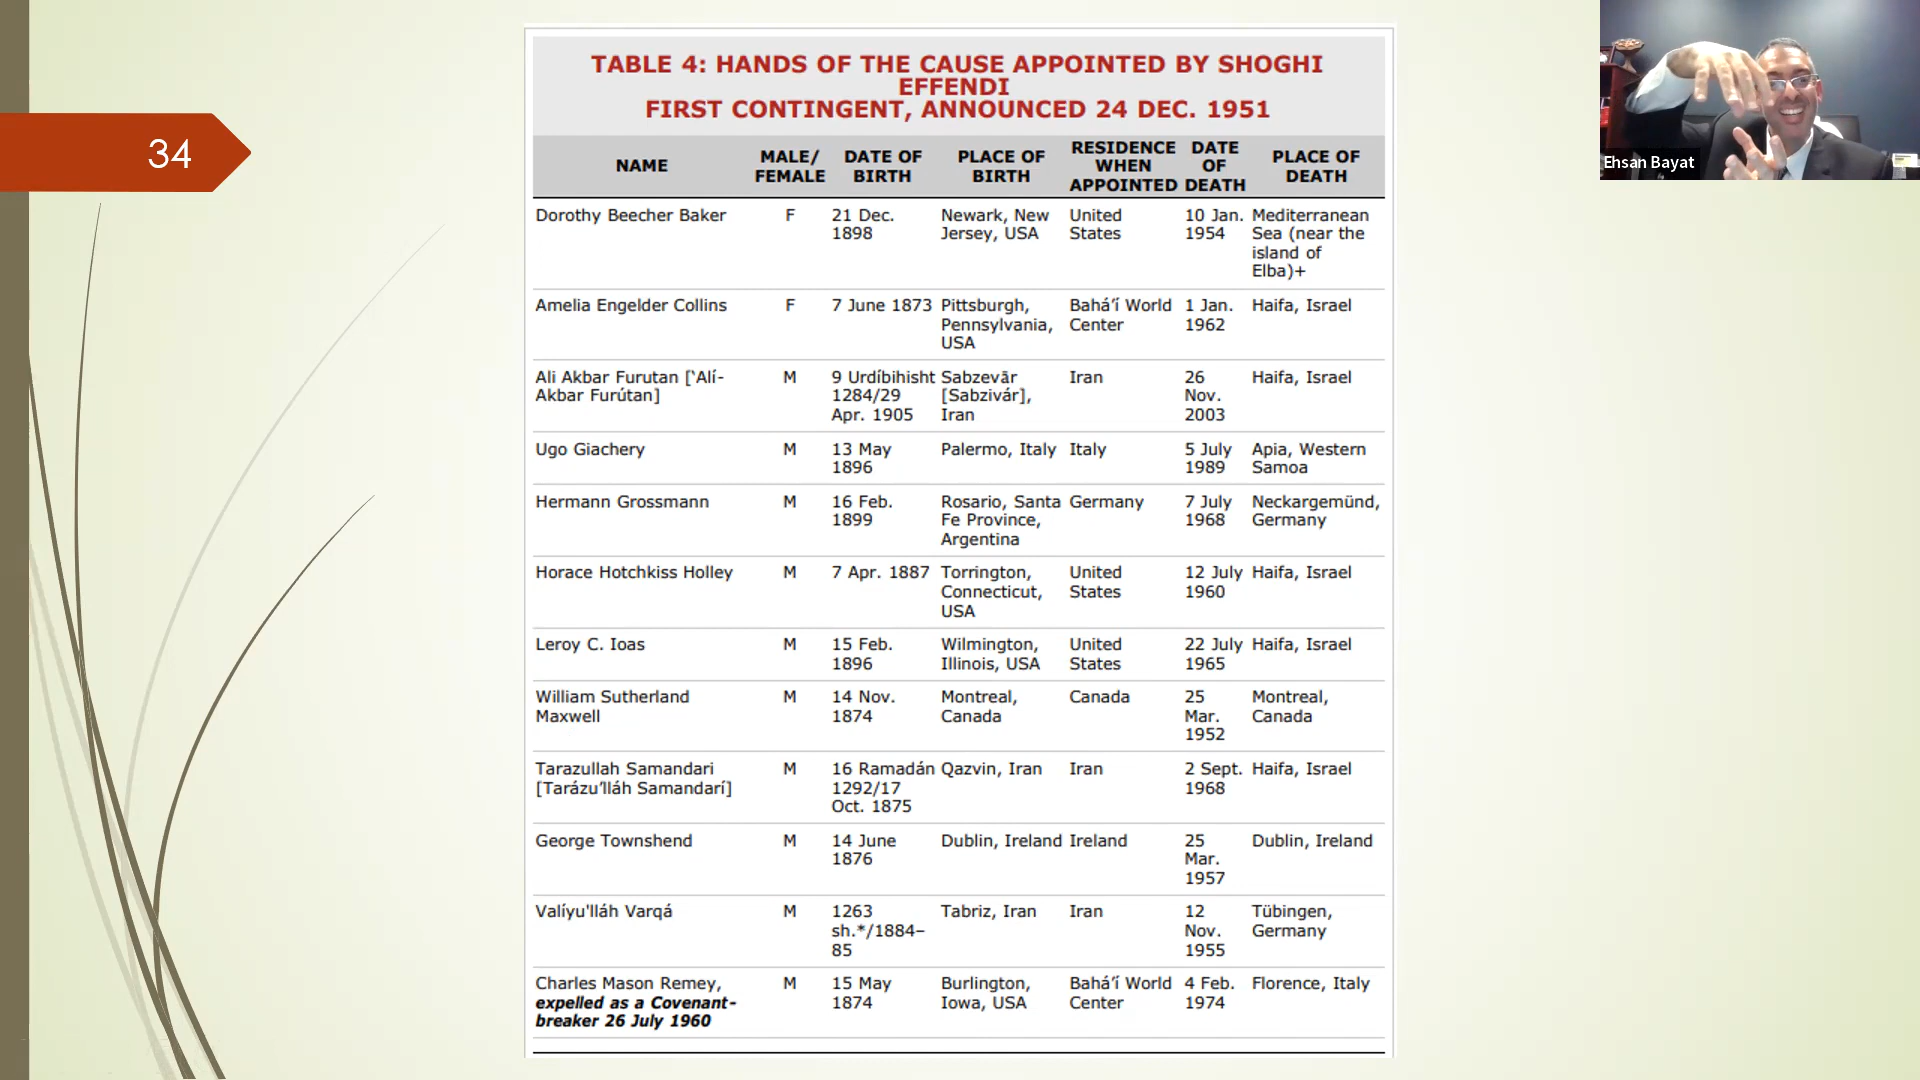 34
TABLE 4: HANDS OF THE CAUSE APPOINTED BY SHOGHI
EFFENDI
FIRST CONTINGENT, ANNOUNCED 24 DEC. 1951
NAME
MALE/
FEMALE
DATE OF
BIRTH
PLACE OF
BIRTH
RESIDENCE
WHEN
APPOINTED
DATE
OF
DEATH
PLACE OF
DEATH
Dorothy Beecher Baker
F
21 Dec.
1898
Newark, New
Jersey, USA
United
States
10 Jan.
1954
Mediterranean
Sea (near the
island of
Elba)+
Amelia Engelder Collins
F
7 June 1873
Pittsburgh,
Pennsylvania,
USA
Bahá’í World
Center
1 Jan.
1962
Haifa, Israel
Ali Akbar Furutan [‘Alí-
Akbar Furútan]
M
9 Urdíbihisht
1284/29
Apr. 1905
Sabzevār
[Sabzivár],
Iran
Iran
26
Nov.
2003
Haifa, Israel
Ugo Giachery
M
13 May
1896
Palermo, Italy
Italy
5 July
1989
Apia, Western
Samoa
Hermann Grossmann
M
16 Feb.
1899
Rosario, Santa
Fe Province,
Argentina
Germany
7 July
1968
Neckargemünd,
Germany
Horace Hotchkiss Holley
M
7 Apr. 1887
Torrington,
Connecticut,
USA
United
States
12 July
1960
Haifa, Israel
Leroy C. Ioas
M
15 Feb.
1896
Wilmington,
Illinois, USA
United
States
22 July
1965
Haifa, Israel
William Sutherland
Maxwell
M
14 Nov.
1874
Montreal,
Canada
Canada
25
Mar.
1952
Montreal,
Canada
Tarazullah Samandari
[Tarázu’lláh Samandarí]
M
16 Ramadán
1292/17
Oct. 1875
Qazvin, Iran
Iran
2 Sept.
1968
Haifa, Israel
George Townshend
M
14 June
1876
Dublin, Ireland
Ireland
25
Mar.
1957
Dublin, Ireland
Valíyu'lláh Varqá
M
1263
sh.*/1884–
85
Tabriz, Iran
Iran
12
Nov.
1955
Tübingen,
Germany
Charles Mason Remey,
expelled as a Covenant-
breaker 26 July 1960
M
15 May
1874
Burlington,
Iowa, USA
Bahá’í World
Center
4 Feb.
1974
Florence, Italy
Ehsan Bayat